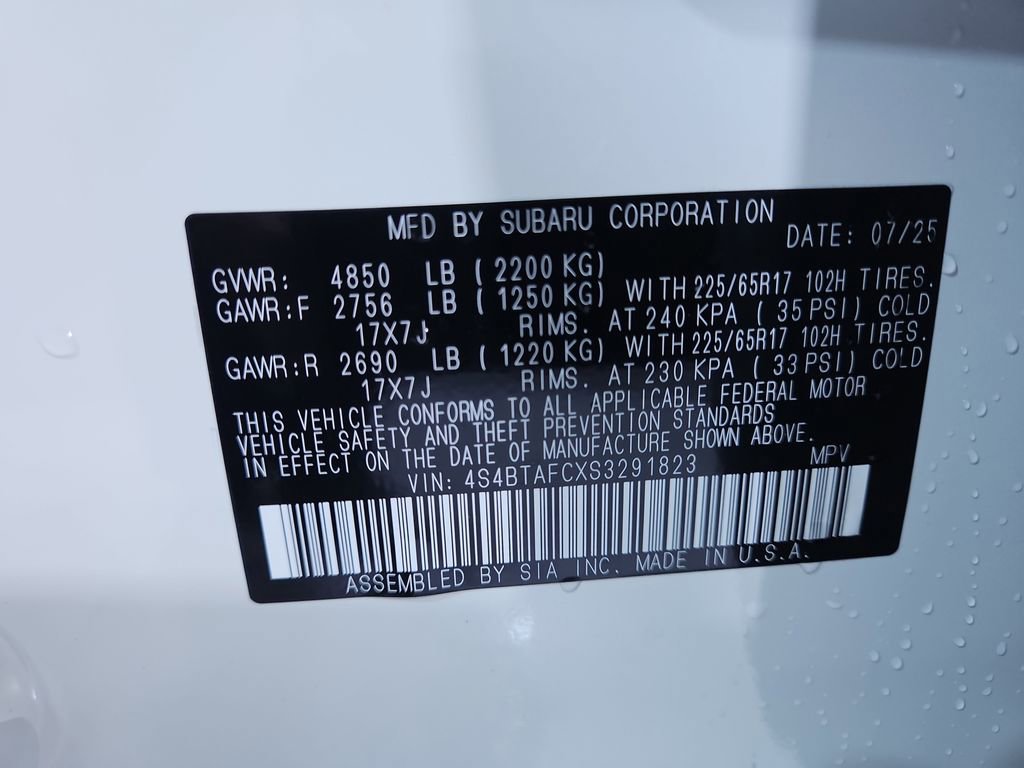 MFD BY SUBARU CORPORATION
DATE: 07/25
GVWR: 4850 LB ( 2200 KG)
GAWR:F 2756 LB ( 1250 KG) WITH 225/65R17 102H TIRES.
17X7J RIMS. AT 240 KPA ( 35 PSI) COLD
GAWR:R 2690 LB ( 1220 KG) WITH 225/65R17 102H TIRES.
17X7J RIMS. AT 230 KPA ( 33 PSI) COLD
THIS VEHICLE CONFORMS TO ALL APPLICABLE FEDERAL MOTOR
VEHICLE SAFETY AND THEFT PREVENTION STANDARDS
IN EFFECT ON THE DATE OF MANUFACTURE SHOWN ABOVE.
VIN: 4S4BTAFCXS3291823 MPV
ASSEMBLED BY SIA INC. MADE IN U.S.A.